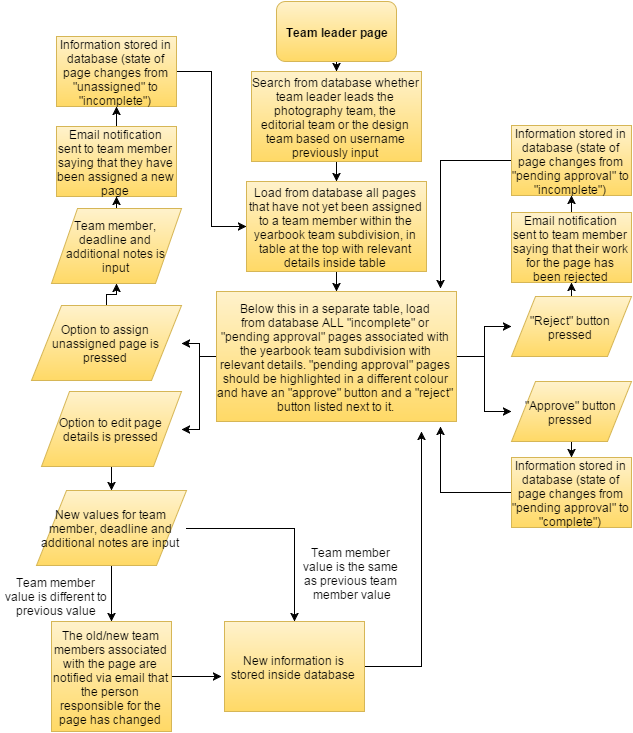 Team leader page
Search from database whether
team leader leads the
photography team, the
editorial team or the design
team based on username
previously input
Load from database all pages
that have not yet been assigned
to a team member within the
yearbook team subdivision, in
table at the top with relevant
details inside table
Below this in a separate table, load
from database ALL "incomplete" or
"pending approval" pages associated with
the yearbook team subdivision with
relevant details. "pending approval" pages
should be highlighted in a different colour
and have an "approve" button and a "reject"
button listed next to it.
Information stored in
database (state of
page changes from
"unassigned" to
"incomplete")
Email notification
sent to team member
saying that they have
been assigned a new
page
Team member,
deadline and
additional notes is
input
Option to assign
unassigned page is
pressed
Option to edit page
details is pressed
New values for team
member, deadline and
additional notes are input
Team member
value is different to
previous value
Team member
value is the same
as previous team
member value
The old/new team
members associated
with the page are
notified via email that
the person
responsible for the
page has changed
New information is
stored inside database
Information stored in
database (state of
page changes from
"pending approval" to
"incomplete")
Email notification
sent to team member
saying that their work
for the page has
been rejected
"Reject" button
pressed
"Approve" button
pressed
Information stored in
database (state of
page changes from
"pending approval" to
"complete")